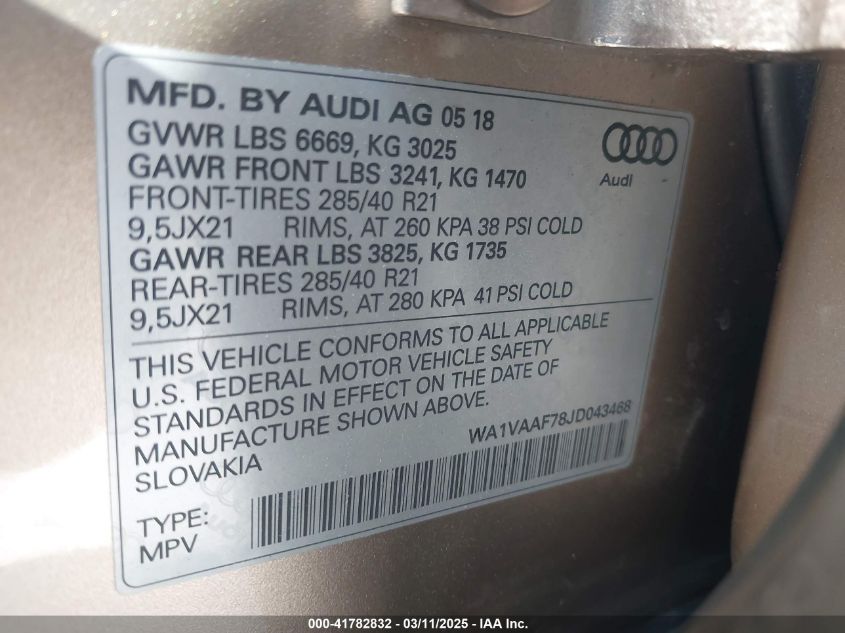 MFD. BY AUDI AG 05 18
GVWR LBS 6669, KG 3025
GAWR FRONT LBS 3241, KG 1470
FRONT-TIRES 285/40 R21
9,5JX21 RIMS, AT 260 KPA 38 PSI COLD
GAWR REAR LBS 3825, KG 1735
REAR-TIRES 285/40 R21
9,5JX21 RIMS, AT 280 KPA 41 PSI COLD
Audi -
THIS VEHICLE CONFORMS TO ALL APPLICABLE
U.S. FEDERAL MOTOR VEHICLE SAFETY
STANDARDS IN EFFECT ON THE DATE OF
MANUFACTURE SHOWN ABOVE.
SLOVAKIA
WA1VAAF78JD043468
TYPE:
MPV
000-41782832 - 03/11/2025 - IAA Inc.